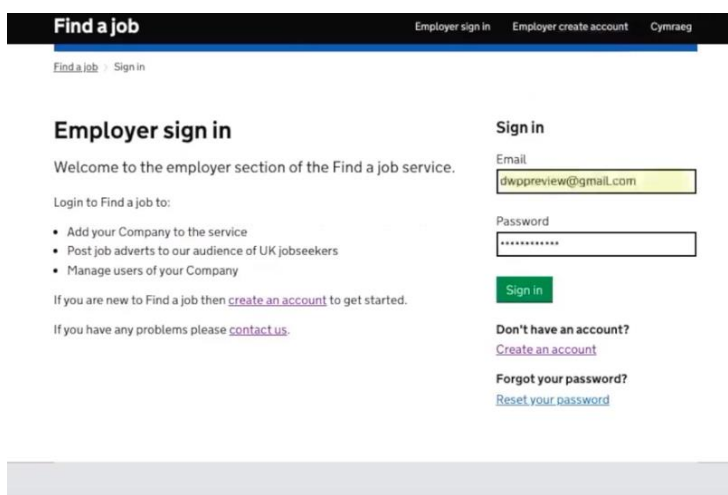 Find a job
Employer sign in
Employer create account
Cymraeg
Find a job > Sign in
Employer sign in
Welcome to the employer section of the Find a job service.
Login to Find a job to:
• Add your Company to the service
• Post job adverts to our audience of UK jobseekers
• Manage users of your Company
If you are new to Find a job then create an account to get started.
If you have any problems please contact us.
Sign in
Email
dwppreview@gmail.com
Password
••••••••••••
Sign in
Don't have an account?
Create an account
Forgot your password?
Reset your password